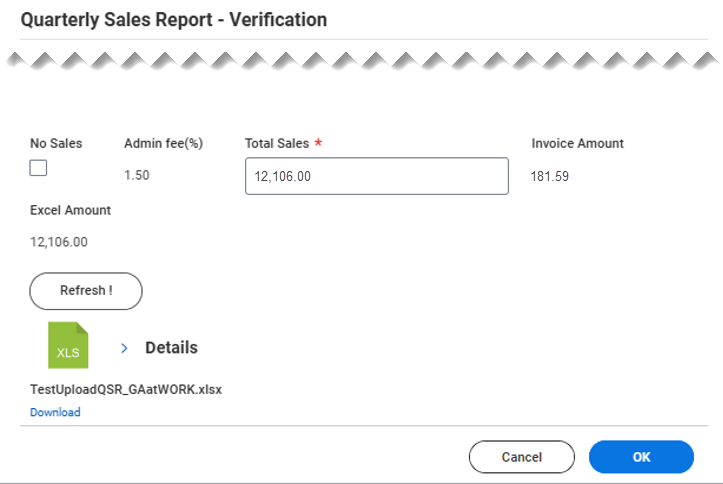 Quarterly Sales Report - Verification
No Sales Admin fee(%) Total Sales * Invoice Amount
1.50 12,106.00 181.59
Excel Amount
12,106.00
Refresh !
XLS > Details
TestUploadQSR_GAatWORK.xlsx
Download
Cancel OK